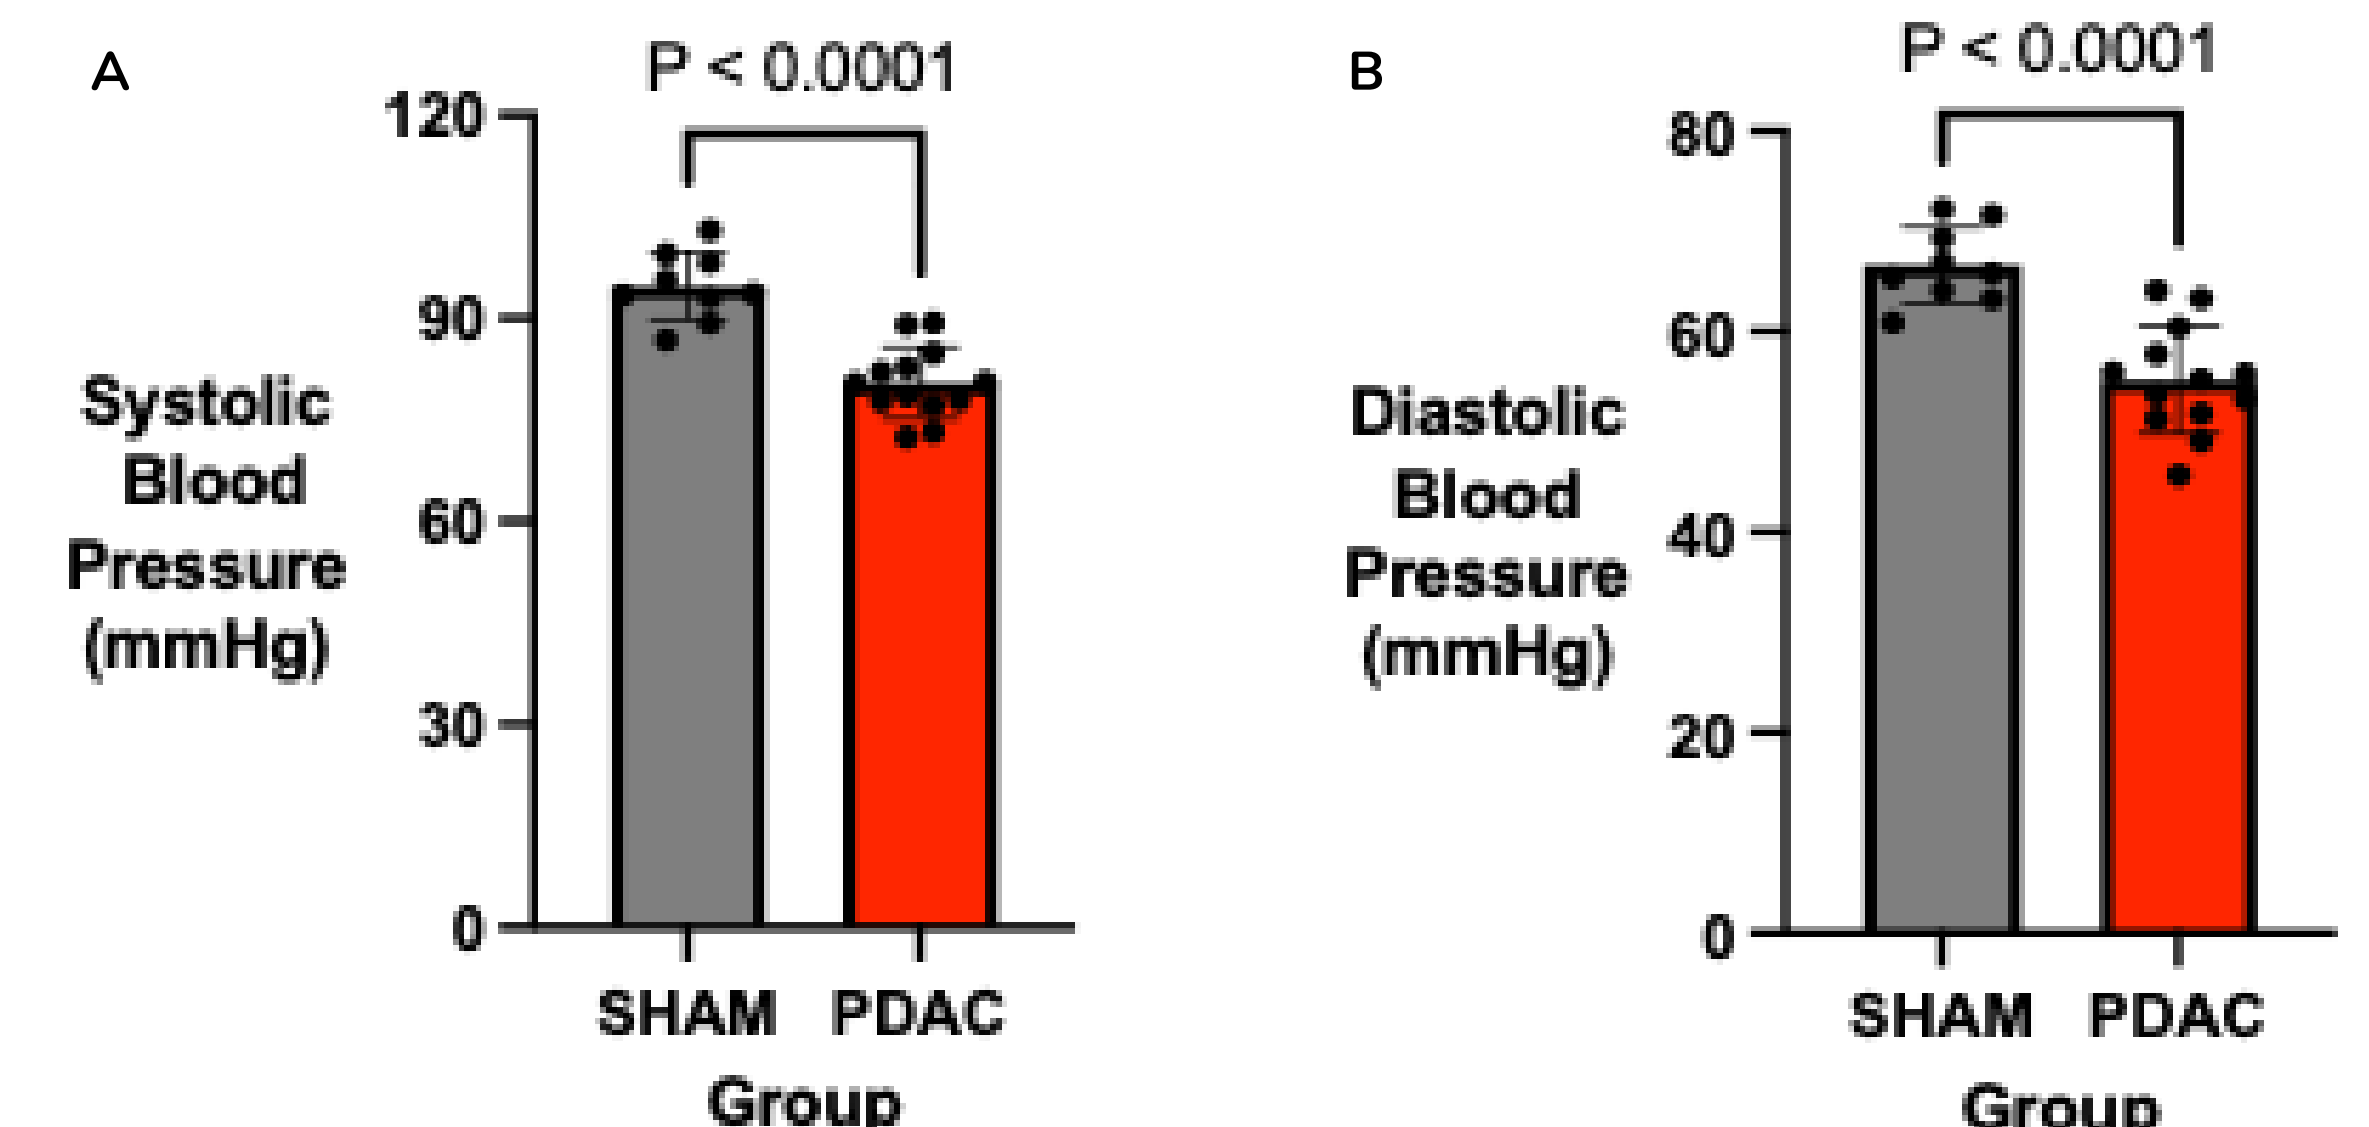 A
P < 0.0001
120
90
60
30
0
Systolic
Blood
Pressure
(mmHg)
SHAM PDAC
Group
B
P < 0.0001
80
60
40
20
0
Diastolic
Blood
Pressure
(mmHg)
SHAM PDAC
Group